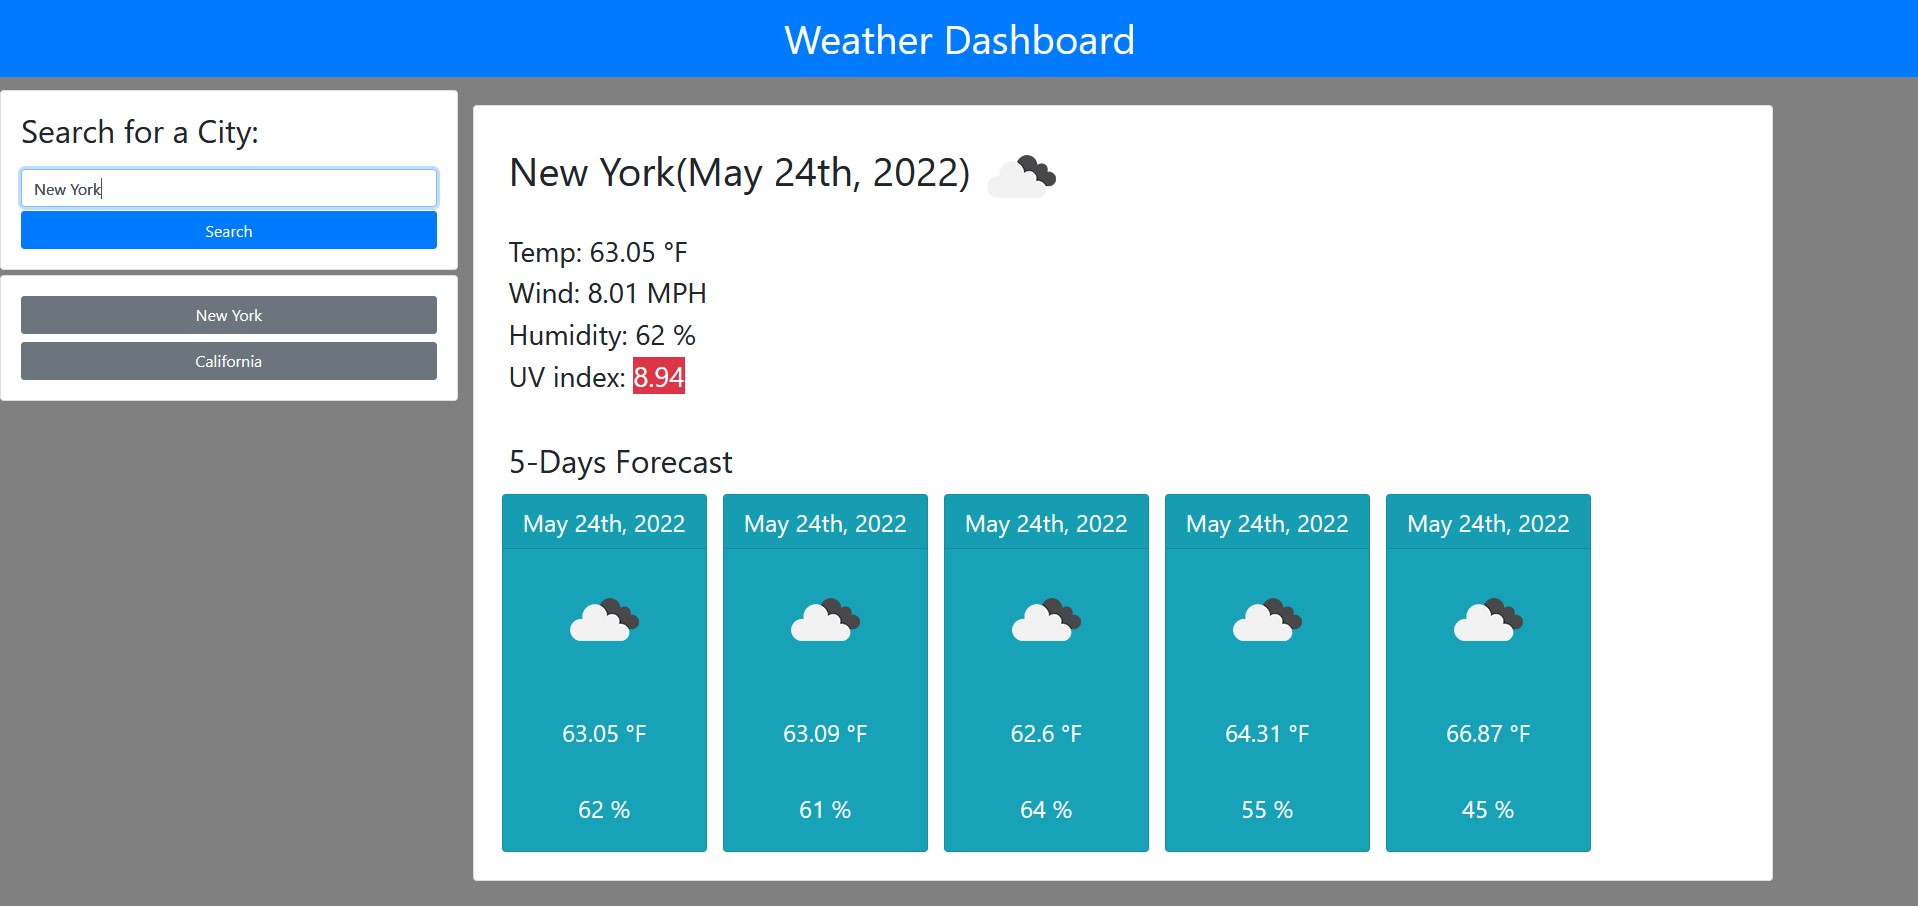 Weather Dashboard
Search for a City:
New York
Search
New York
California
New York(May 24th, 2022)
Temp: 63.05 °F
Wind: 8.01 MPH
Humidity: 62 %
UV index: 8.94
5-Days Forecast
May 24th, 2022
63.05 °F
62 %
May 24th, 2022
63.09 °F
61 %
May 24th, 2022
62.6 °F
64 %
May 24th, 2022
64.31 °F
55 %
May 24th, 2022
66.87 °F
45 %